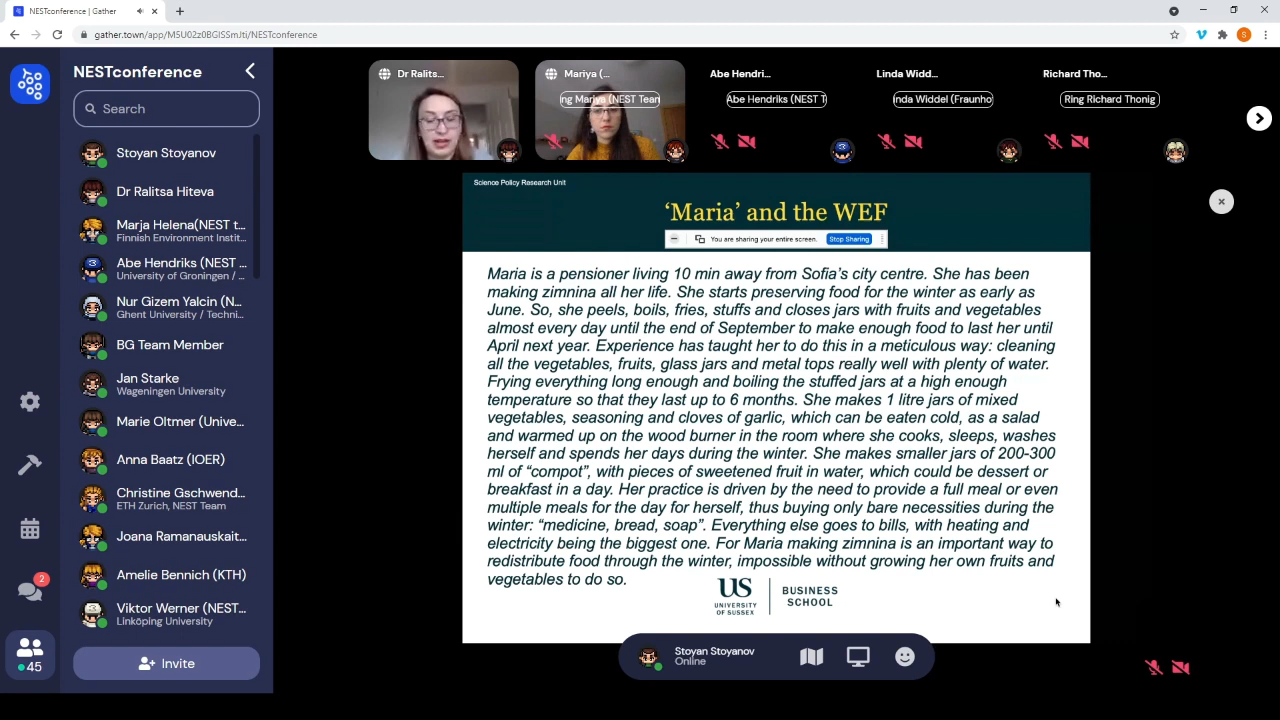 NESTconference | Gather
gather.town/app/M5U02z0BGlSSmJti/NESTconference
S
NESTconference
Search
Stoyan Stoyanov
Dr Ralitsa Hiteva
Marja Helena(NEST t...
Finnish Environment Instit...
Abe Hendriks (NEST ...
University of Groningen / ...
Nur Gizem Yalcin (N...
Ghent University / Techni...
BG Team Member
Jan Starke
Wageningen University
Marie Oltmer (Unive...
Anna Baatz (IOER)
Christine Gschwend...
ETH Zurich, NEST Team
Joana Ramanauskait...
Amelie Bennich (KTH)
Viktor Werner (NEST...
Linköping University
Invite
2
45
Dr Ralits...
Mariya (...
Abe Hendri...
Linda Widd...
Richard Tho...
ng Mariya (NEST Tean
Abe Hendriks (NEST T
nda Widdel (Fraunho
Ring Richard Thonig
Science Policy Research Unit
‘Maria’ and the WEF
You are sharing your entire screen.
Stop Sharing
Maria is a pensioner living 10 min away from Sofia’s city centre. She has been
making zimnina all her life. She starts preserving food for the winter as early as
June. So, she peels, boils, fries, stuffs and closes jars with fruits and vegetables
almost every day until the end of September to make enough food to last her until
April next year. Experience has taught her to do this in a meticulous way: cleaning
all the vegetables, fruits, glass jars and metal tops really well with plenty of water.
Frying everything long enough and boiling the stuffed jars at a high enough
temperature so that they last up to 6 months. She makes 1 litre jars of mixed
vegetables, seasoning and cloves of garlic, which can be eaten cold, as a salad
and warmed up on the wood burner in the room where she cooks, sleeps, washes
herself and spends her days during the winter. She makes smaller jars of 200-300
ml of “compot”, with pieces of sweetened fruit in water, which could be dessert or
breakfast in a day. Her practice is driven by the need to provide a full meal or even
multiple meals for the day for herself, thus buying only bare necessities during the
winter: “medicine, bread, soap”. Everything else goes to bills, with heating and
electricity being the biggest one. For Maria making zimnina is an important way to
redistribute food through the winter, impossible without growing her own fruits and
vegetables to do so.
US
UNIVERSITY
OF SUSSEX
BUSINESS
SCHOOL
Stoyan Stoyanov
Online